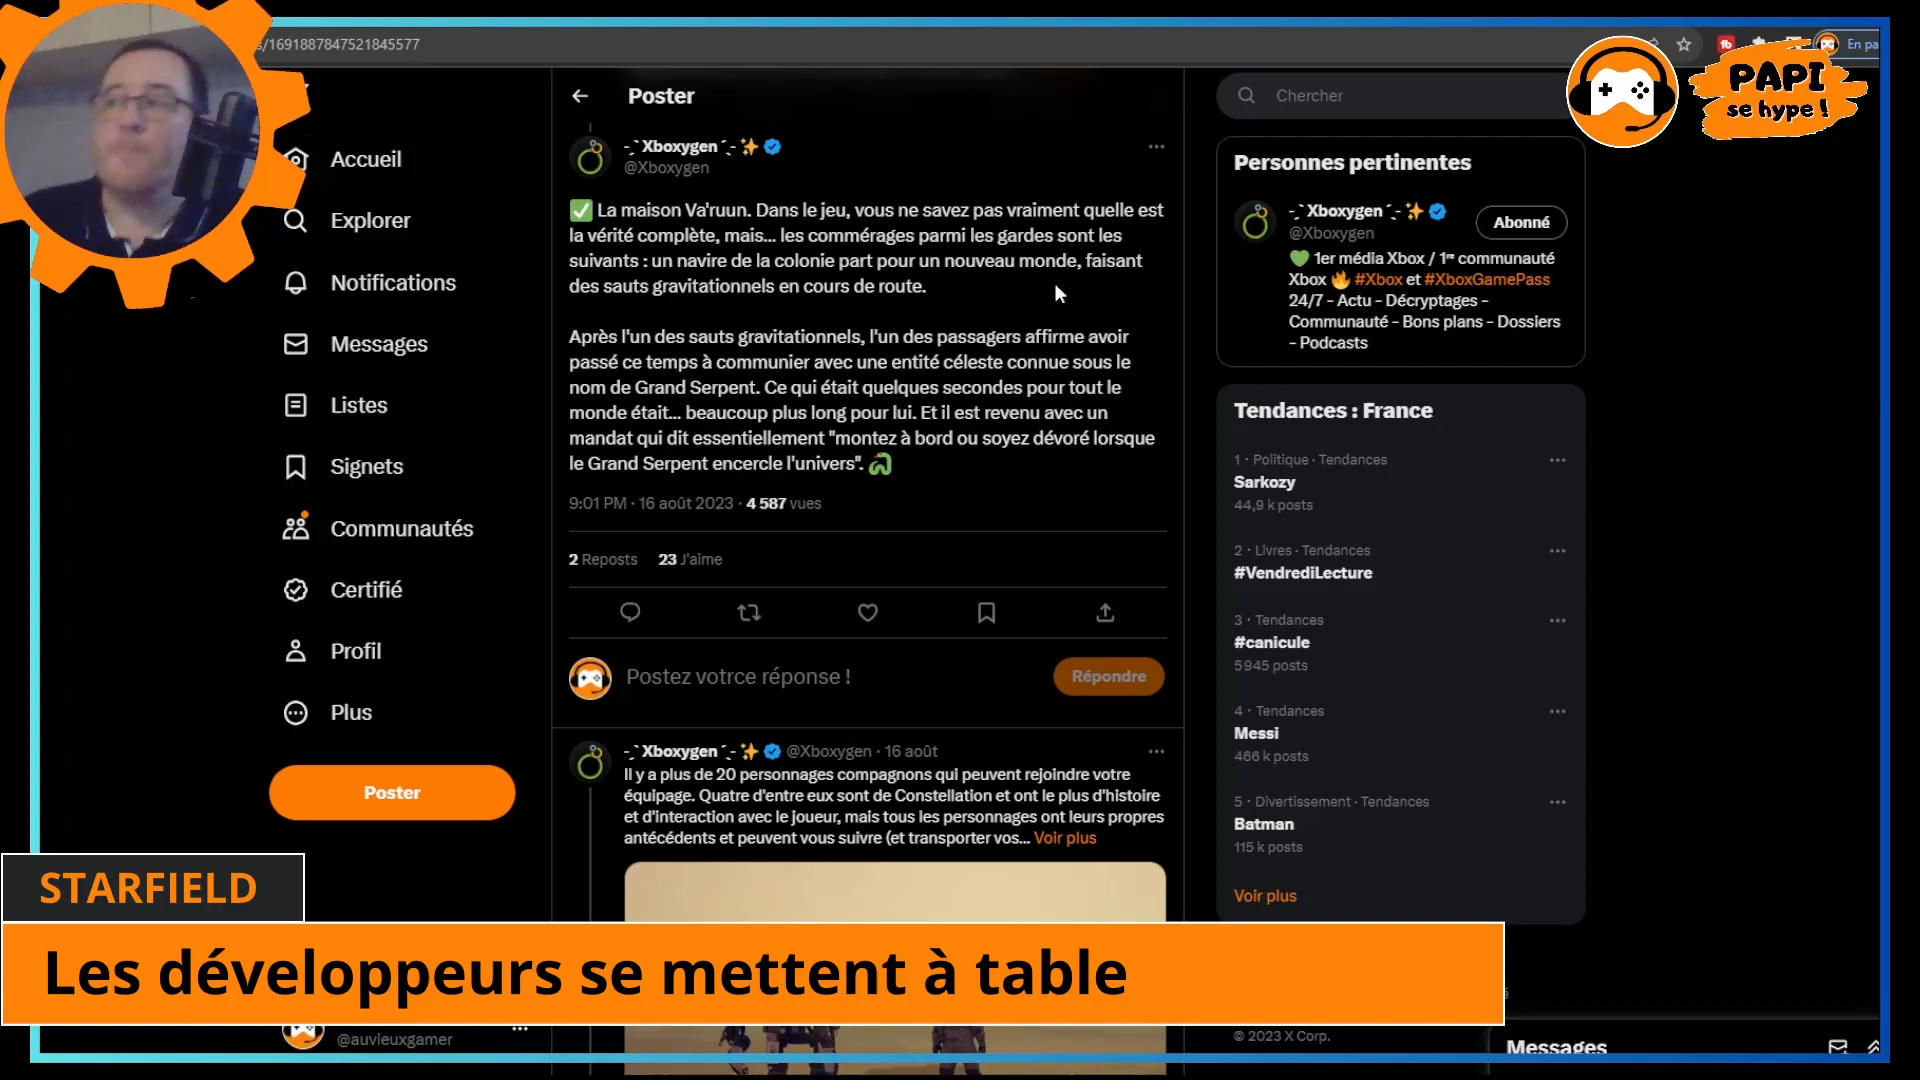 s/1691887847521845577
En pa
PAPI
se hype !
Accueil
Explorer
Notifications
Messages
Listes
Signets
Communautés
Certifié
Profil
Plus
Poster
@auvieuxgamer
Poster
-ˎˋ Xboxygen ˊˎ- ✨
@Xboxygen
✅ La maison Va'ruun. Dans le jeu, vous ne savez pas vraiment quelle est
la vérité complète, mais... les commérages parmi les gardes sont les
suivants : un navire de la colonie part pour un nouveau monde, faisant
des sauts gravitationnels en cours de route.
Après l'un des sauts gravitationnels, l'un des passagers affirme avoir
passé ce temps à communier avec une entité céleste connue sous le
nom de Grand Serpent. Ce qui était quelques secondes pour tout le
monde était... beaucoup plus long pour lui. Et il est revenu avec un
mandat qui dit essentiellement "montez à bord ou soyez dévoré lorsque
le Grand Serpent encercle l'univers". 🐍
9:01 PM · 16 août 2023 · 4 587 vues
2 Reposts 23 J'aime
Postez votrce réponse !
Répondre
-ˎˋ Xboxygen ˊˎ- ✨ @Xboxygen · 16 août
Il y a plus de 20 personnages compagnons qui peuvent rejoindre votre
équipage. Quatre d'entre eux sont de Constellation et ont le plus d'histoire
et d'interaction avec le joueur, mais tous les personnages ont leurs propres
antécédents et peuvent vous suivre (et transporter vos... Voir plus
Chercher
Personnes pertinentes
-ˎˋ Xboxygen ˊˎ- ✨
@Xboxygen
Abonné
💚 1er média Xbox / 1ʳᵉ communauté
Xbox 🔥 #Xbox et #XboxGamePass
24/7 - Actu - Décryptages -
Communauté - Bons plans - Dossiers
- Podcasts
Tendances : France
1 · Politique · Tendances
Sarkozy
44,9 k posts
2 · Livres · Tendances
#VendrediLecture
3 · Tendances
#canicule
5 945 posts
4 · Tendances
Messi
466 k posts
5 · Divertissement · Tendances
Batman
115 k posts
Voir plus
© 2023 X Corp.
Messages
STARFIELD
Les développeurs se mettent à table